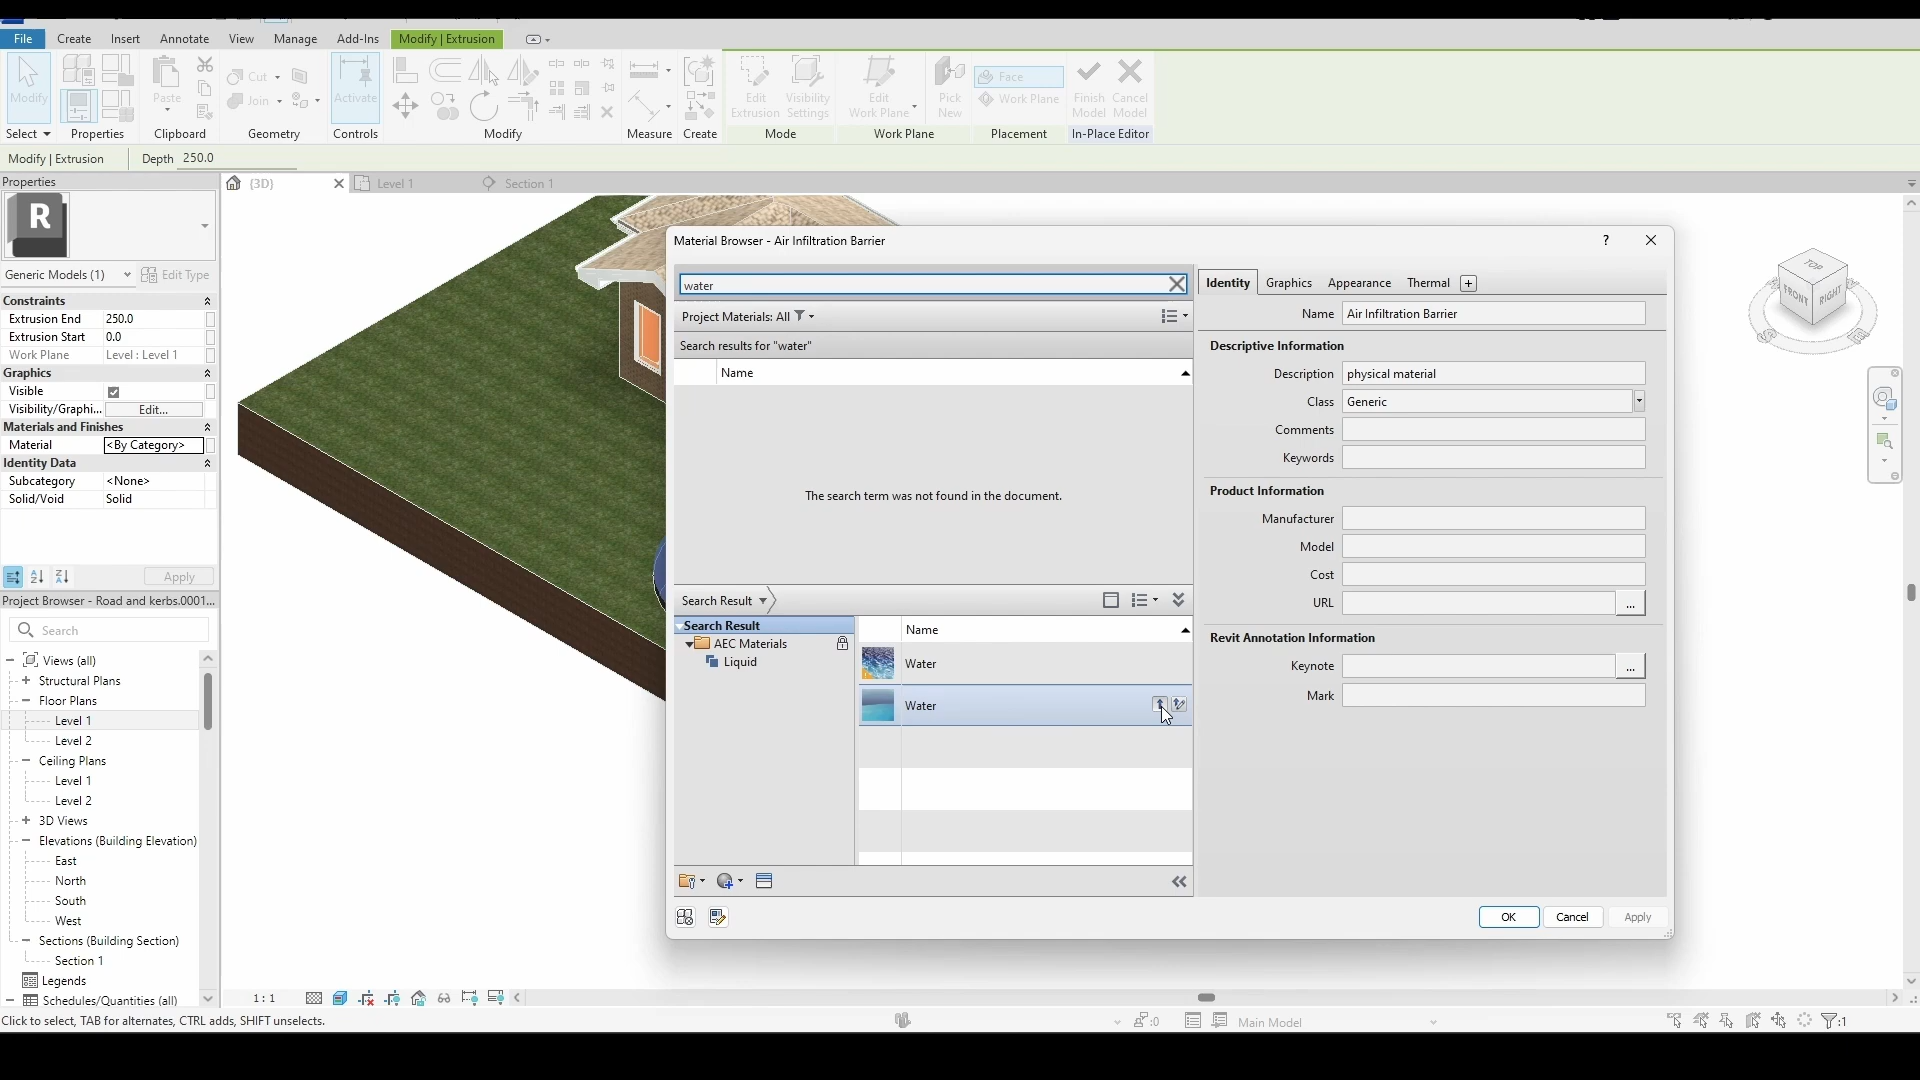 File Create Insert Annotate View Manage Add-Ins Modify | Extrusion
Modify
Paste
Cut
Join
Activate
Edit Extrusion
Visibility Settings
Edit Work Plane
Pick New
Face
Work Plane
Finish Model
Cancel Model
Select Properties Clipboard Geometry Controls Modify Measure Create Mode Work Plane Placement In-Place Editor
Modify | Extrusion Depth 250.0
Properties
{3D} Level 1 Section 1
R
Generic Models (1) Edit Type
Constraints
Extrusion End 250.0
Extrusion Start 0.0
Work Plane Level : Level 1
Graphics
Visible
Visibility/Graphi... Edit...
Materials and Finishes
Material <By Category>
Identity Data
Subcategory <None>
Solid/Void Solid
Apply
Project Browser - Road and kerbs.0001...
Search
Views (all)
Structural Plans
Floor Plans
Level 1
Level 2
Ceiling Plans
Level 1
Level 2
3D Views
Elevations (Building Elevation)
East
North
South
West
Sections (Building Section)
Section 1
Legends
Schedules/Quantities (all)
Material Browser - Air Infiltration Barrier
water
Project Materials: All
Search results for "water"
Name
The search term was not found in the document.
Search Result
Search Result
AEC Materials
Liquid
Name
Water
Water
Identity Graphics Appearance Thermal
Name Air Infiltration Barrier
Descriptive Information
Description physical material
Class Generic
Comments
Keywords
Product Information
Manufacturer
Model
Cost
URL ...
Revit Annotation Information
Keynote ...
Mark
OK Cancel Apply
TOP
FRONT RIGHT
1 : 1
Click to select, TAB for alternates, CTRL adds, SHIFT unselects.
:0
Main Model
:1